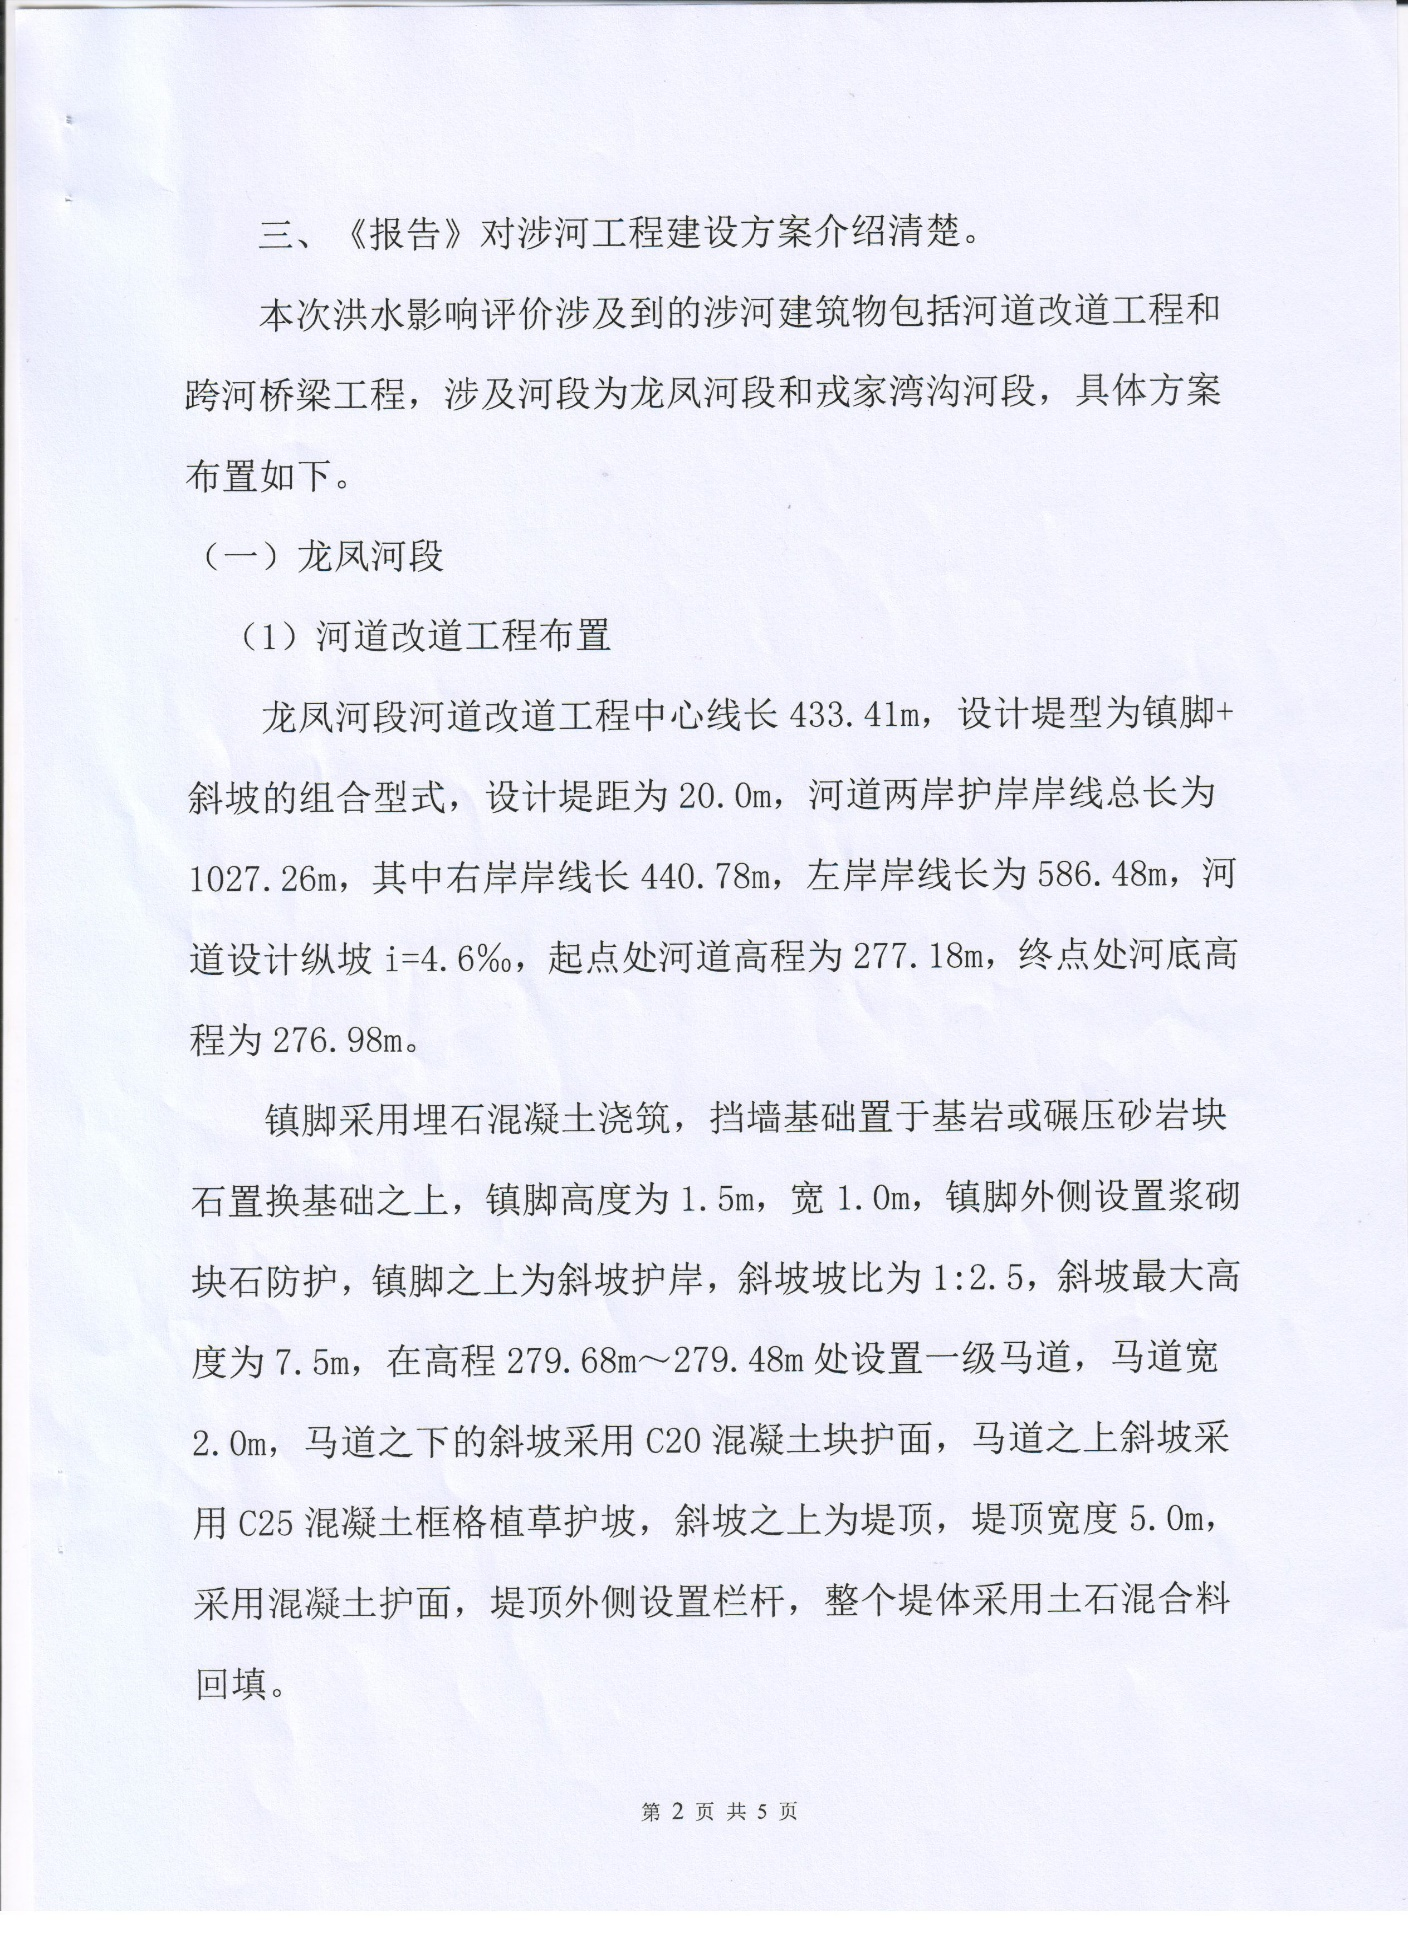 三、《报告》对涉河工程建设方案介绍清楚。
本次洪水影响评价涉及到的涉河建筑物包括河道改道工程和
跨河桥梁工程，涉及河段为龙凤河段和戎家湾沟河段，具体方案
布置如下。
（一）龙凤河段
（1）河道改道工程布置
龙凤河段河道改道工程中心线长 433.41m，设计堤型为镇脚+
斜坡的组合型式，设计堤距为 20.0m，河道两岸护岸岸线总长为
1027.26m，其中右岸岸线长 440.78m，左岸岸线长为 586.48m，河
道设计纵坡 i=4.6‰，起点处河道高程为 277.18m，终点处河底高
程为 276.98m。
镇脚采用埋石混凝土浇筑，挡墙基础置于基岩或碾压砂岩块
石置换基础之上，镇脚高度为 1.5m，宽 1.0m，镇脚外侧设置浆砌
块石防护，镇脚之上为斜坡护岸，斜坡坡比为 1:2.5，斜坡最大高
度为 7.5m，在高程 279.68m～279.48m 处设置一级马道，马道宽
2.0m，马道之下的斜坡采用 C20 混凝土块护面，马道之上斜坡采
用 C25 混凝土框格植草护坡，斜坡之上为堤顶，堤顶宽度 5.0m，
采用混凝土护面，堤顶外侧设置栏杆，整个堤体采用土石混合料
回填。
第 2 页 共 5 页